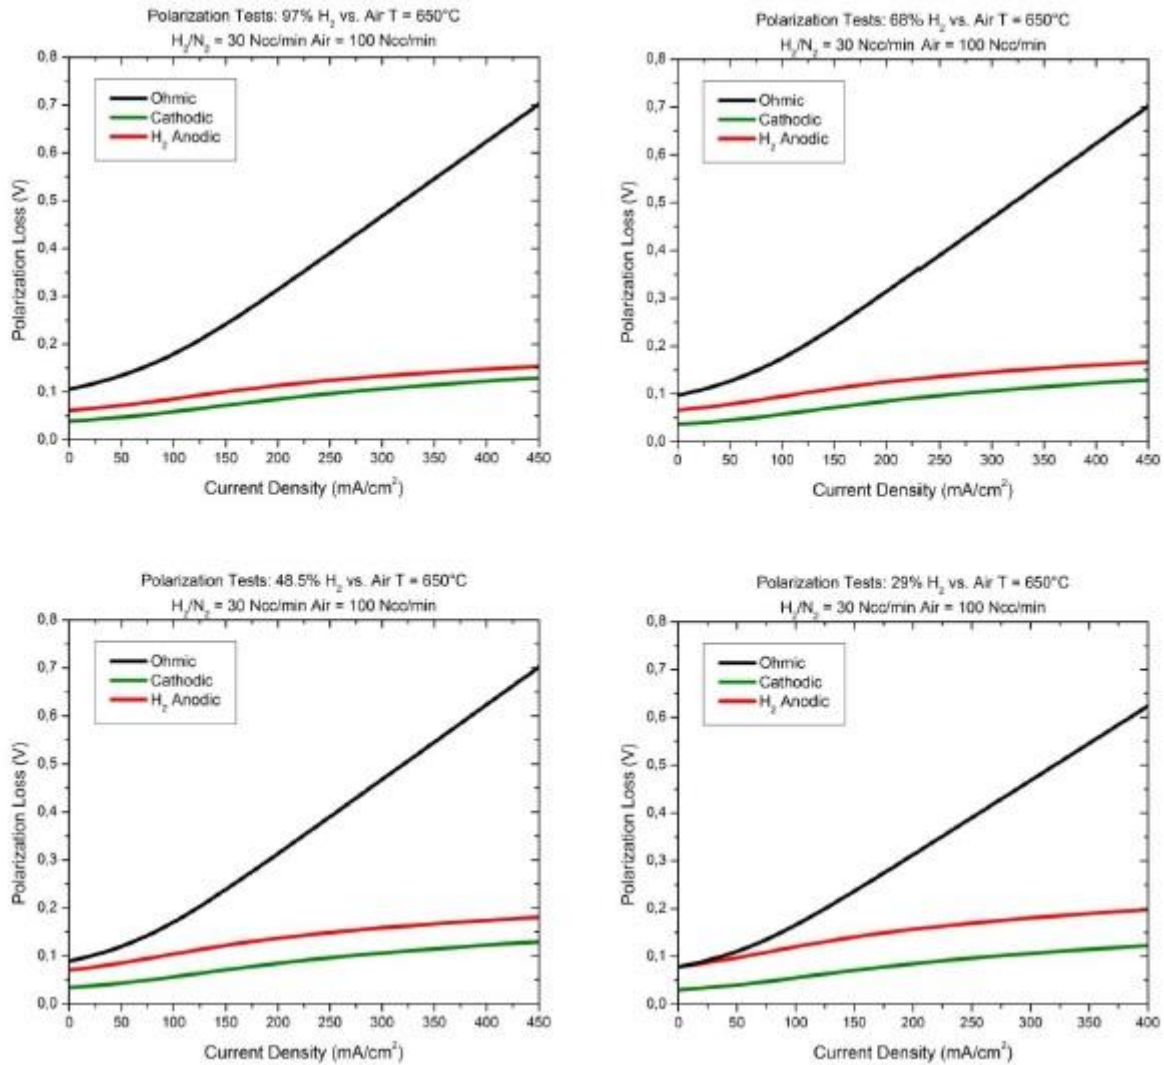 Polarization Tests: 97% H₂ vs. Air T = 650°C
H₂/N₂ = 30 Ncc/min Air = 100 Ncc/min
0,8
0,7
0,6
0,5
0,4
0,3
0,2
0,1
0,0
Polarization Loss (V)
Ohmic
Cathodic
H₂ Anodic
0 50 100 150 200 250 300 350 400 450
Current Density (mA/cm²)
Polarization Tests: 68% H₂ vs. Air T = 650°C
H₂/N₂ = 30 Ncc/min Air = 100 Ncc/min
0,8
0,7
0,6
0,5
0,4
0,3
0,2
0,1
0,0
Polarization Loss (V)
Ohmic
Cathodic
H₂ Anodic
0 50 100 150 200 250 300 350 400 450
Current Density (mA/cm²)
Polarization Tests: 48.5% H₂ vs. Air T = 650°C
H₂/N₂ = 30 Ncc/min Air = 100 Ncc/min
0,8
0,7
0,6
0,5
0,4
0,3
0,2
0,1
0,0
Polarization Loss (V)
Ohmic
Cathodic
H₂ Anodic
0 50 100 150 200 250 300 350 400 450
Current Density (mA/cm²)
Polarization Tests: 29% H₂ vs. Air T = 650°C
H₂/N₂ = 30 Ncc/min Air = 100 Ncc/min
0,8
0,7
0,6
0,5
0,4
0,3
0,2
0,1
0,0
Polarization Loss (V)
Ohmic
Cathodic
H₂ Anodic
0 50 100 150 200 250 300 350 400
Current Density (mA/cm²)